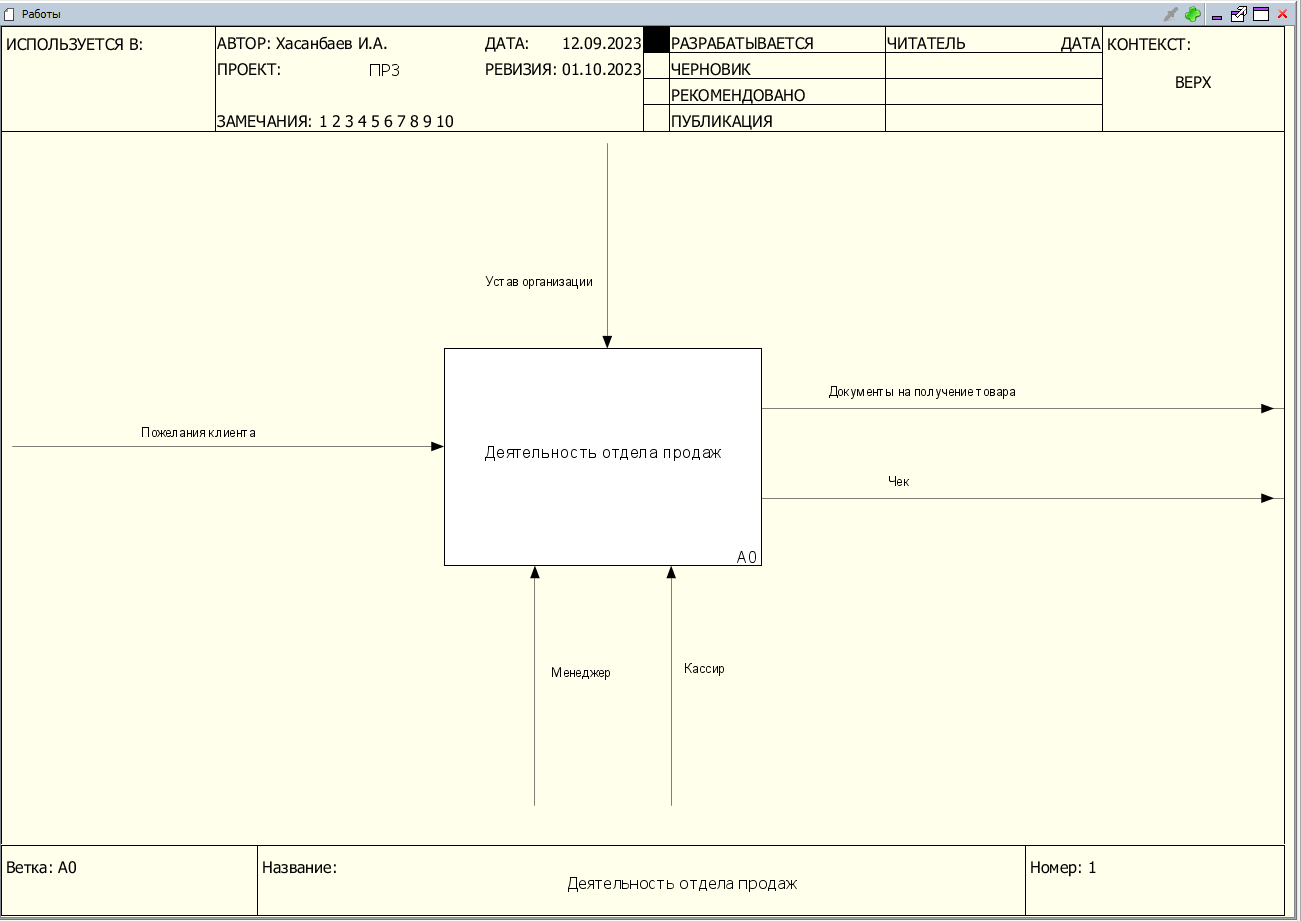 Работы
ИСПОЛЬЗУЕТСЯ В:
АВТОР: Хасанбаев И.А.
ДАТА: 12.09.2023
ПРОЕКТ: ПР3
РЕВИЗИЯ: 01.10.2023
ЗАМЕЧАНИЯ: 1 2 3 4 5 6 7 8 9 10
РАЗРАБАТЫВАЕТСЯ
ЧЕРНОВИК
РЕКОМЕНДОВАНО
ПУБЛИКАЦИЯ
ЧИТАТЕЛЬ ДАТА
КОНТЕКСТ:
ВЕРХ
Устав организации
Документы на получение товара
Пожелания клиента
Деятельность отдела продаж
Чек
A0
Менеджер
Кассир
Ветка: A0
Название:
Деятельность отдела продаж
Номер: 1